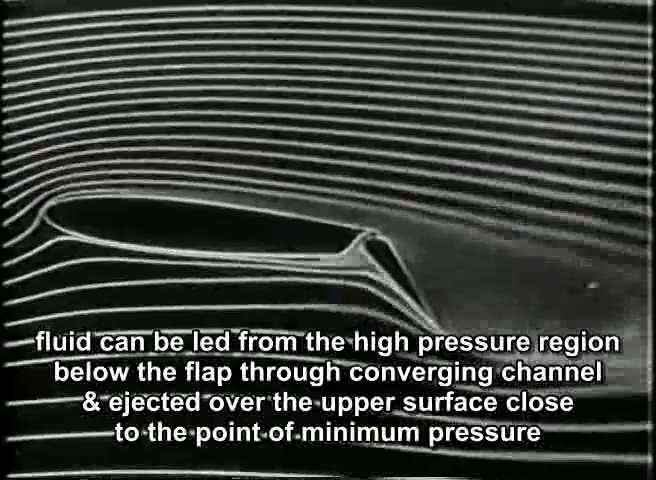 fluid can be led from the high pressure region
below the flap through converging channel
& ejected over the upper surface close
to the point of minimum pressure